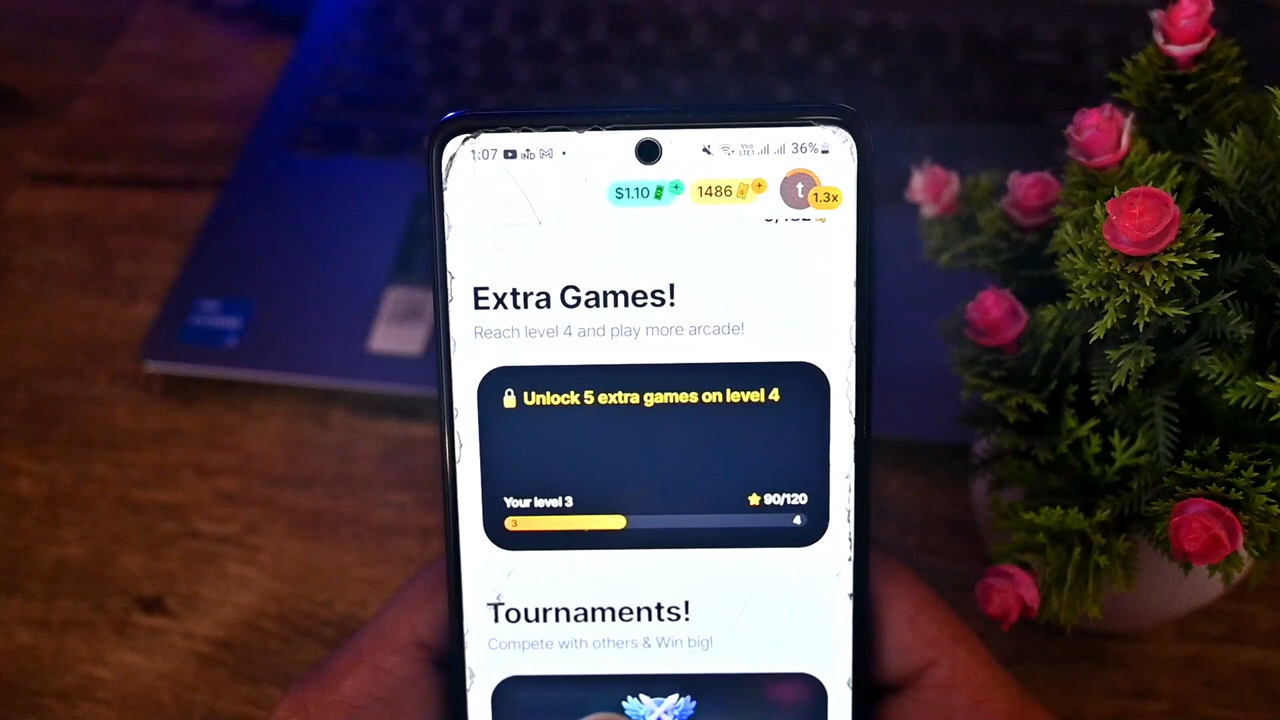 1:07 IND 36%
$1.10 + 1486 + t 1.3x
Extra Games!
Reach level 4 and play more arcade!
Unlock 5 extra games on level 4
Your level 3 90/120
3 4
Tournaments!
Compete with others & Win big!